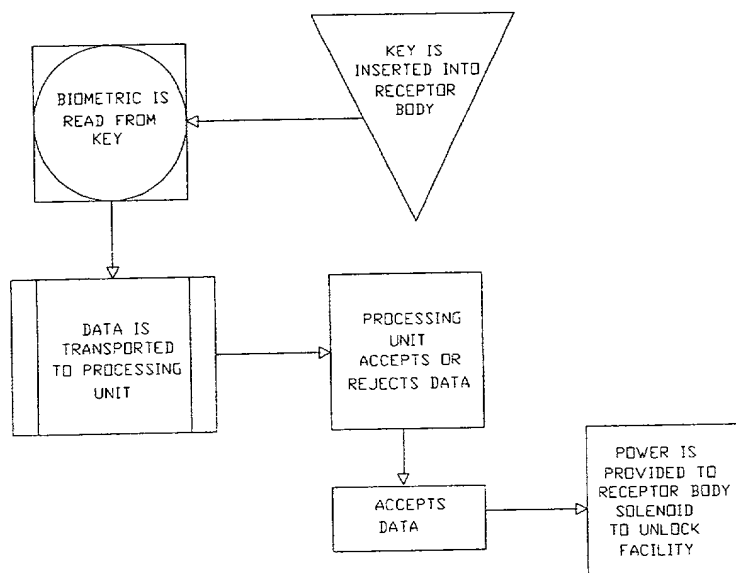 KEY IS
INSERTED INTO
RECEPTOR
BODY
BIOMETRIC IS
READ FROM
KEY
DATA IS
TRANSPORTED
TO PROCESSING
UNIT
PROCESSING
UNIT
ACCEPTS OR
REJECTS DATA
ACCEPTS
DATA
POWER IS
PROVIDED TO
RECEPTOR BODY
SOLENOID
TO UNLOCK
FACILITY